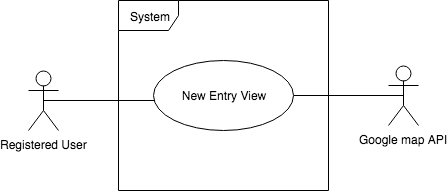 System
New Entry View
Registered User
Google map API